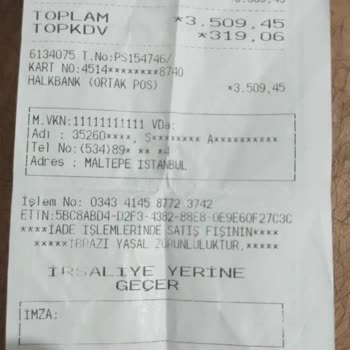 TOPLAM *3.509,45
TOPKDV *319,06
6134075 T.No:PS154746/
KART NO:4514********8740
HALKBANK (ORTAK POS) *3.509,45
M.VKN:11111111111 VDa:
Adı : 35260****, S******** A**********
Tel No:(534)89* ** *4
Adres : MALTEPE İSTANBUL
İşlem No: 0343 4145 8772 3742
ETTN:5BC8ABD4-D2F3-4382-88E8-0E9E60F27C3C
****İADE İŞLEMLERİNDE SATIŞ FİŞİNİN****
*****İBRAZI YASAL ZORUNLULUKTUR.*****
İRSALİYE YERİNE
GEÇER
İMZA: